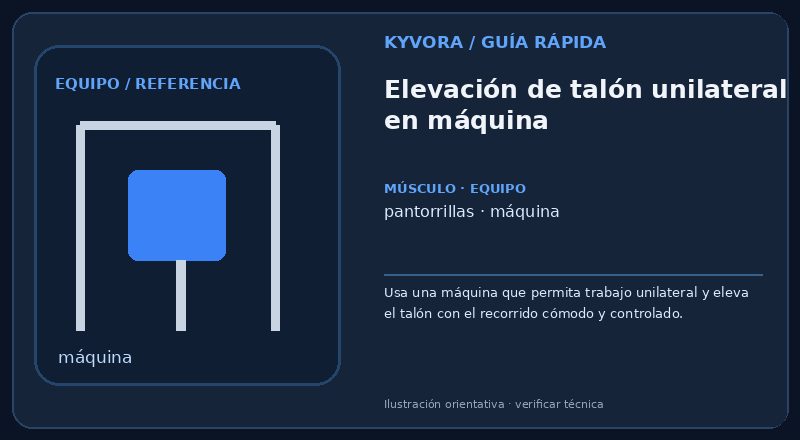 EQUIPO / REFERENCIA
máquina
KYVORA / GUÍA RÁPIDA
Elevación de talón unilateral
en máquina
MÚSCULO · EQUIPO
pantorrillas · máquina
Usa una máquina que permita trabajo unilateral y eleva
el talón con el recorrido cómodo y controlado.
Ilustración orientativa · verificar técnica